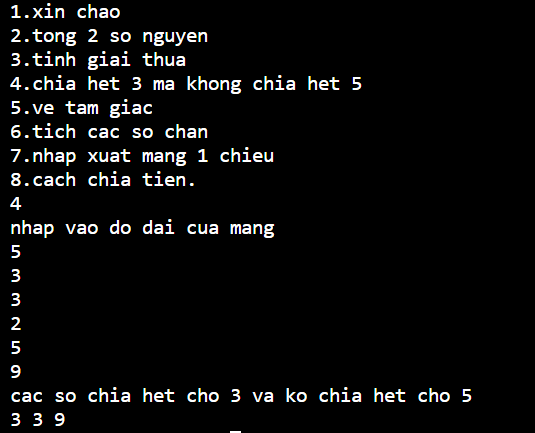 1.xin chao
2.tong 2 so nguyen
3.tinh giai thua
4.chia het 3 ma khong chia het 5
5.ve tam giac
6.tich cac so chan
7.nhap xuat mang 1 chieu
8.cach chia tien.
4
nhap vao do dai cua mang
5
3
3
2
5
9
cac so chia het cho 3 va ko chia het cho 5
3 3 9